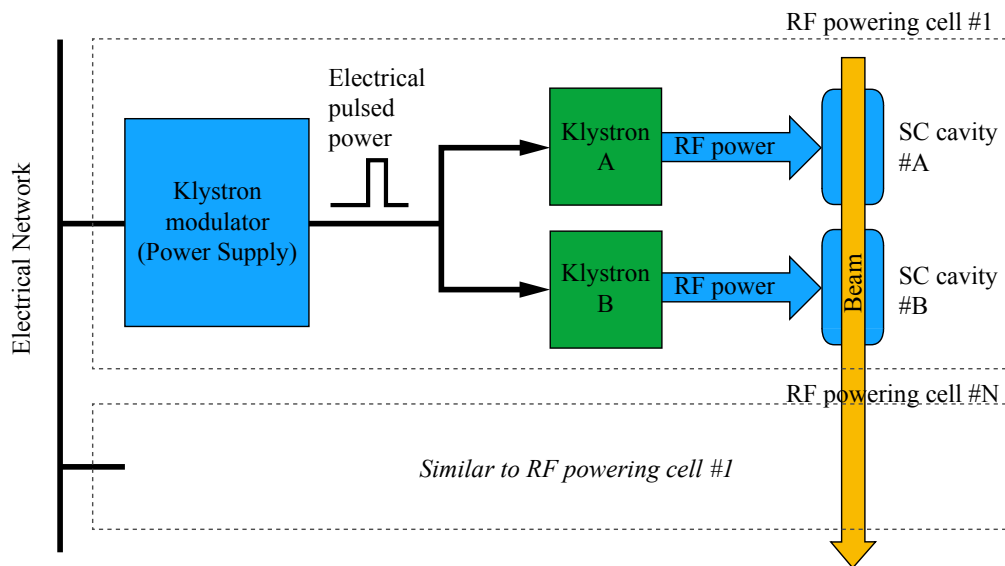 RF powering cell #1
Electrical
pulsed
power
Klystron
modulator
(Power Supply)
Klystron
A
RF power
SC cavity
#A
Klystron
B
RF power
SC cavity
#B
Beam
Electrical Network
RF powering cell #N
Similar to RF powering cell #1